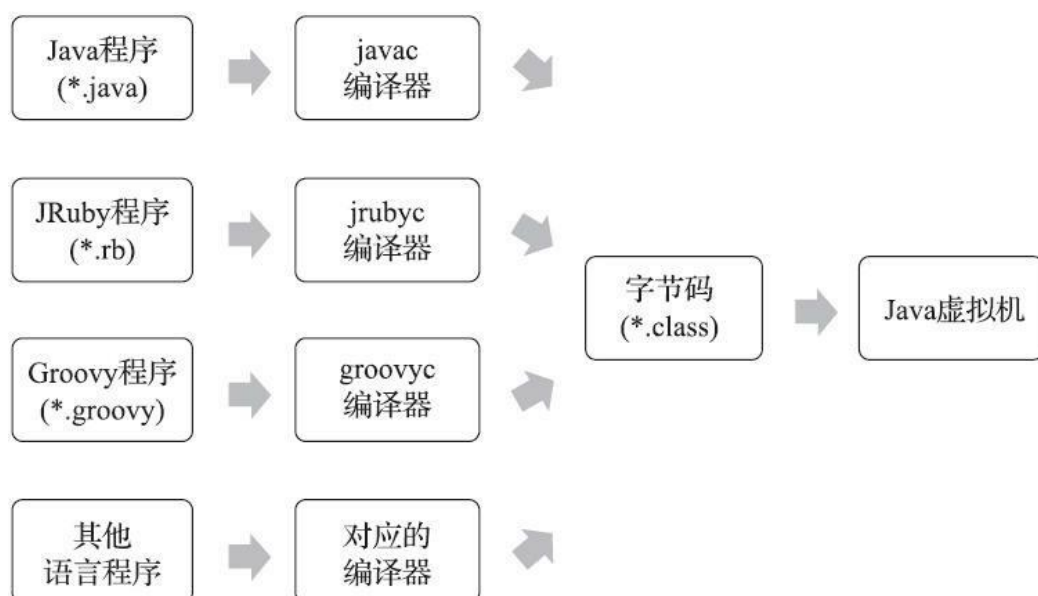 Java程序
(*.java)
javac
编译器
JRuby程序
(*.rb)
jrubyc
编译器
字节码
(*.class)
Java虚拟机
Groovy程序
(*.groovy)
groovyc
编译器
其他
语言程序
对应的
编译器